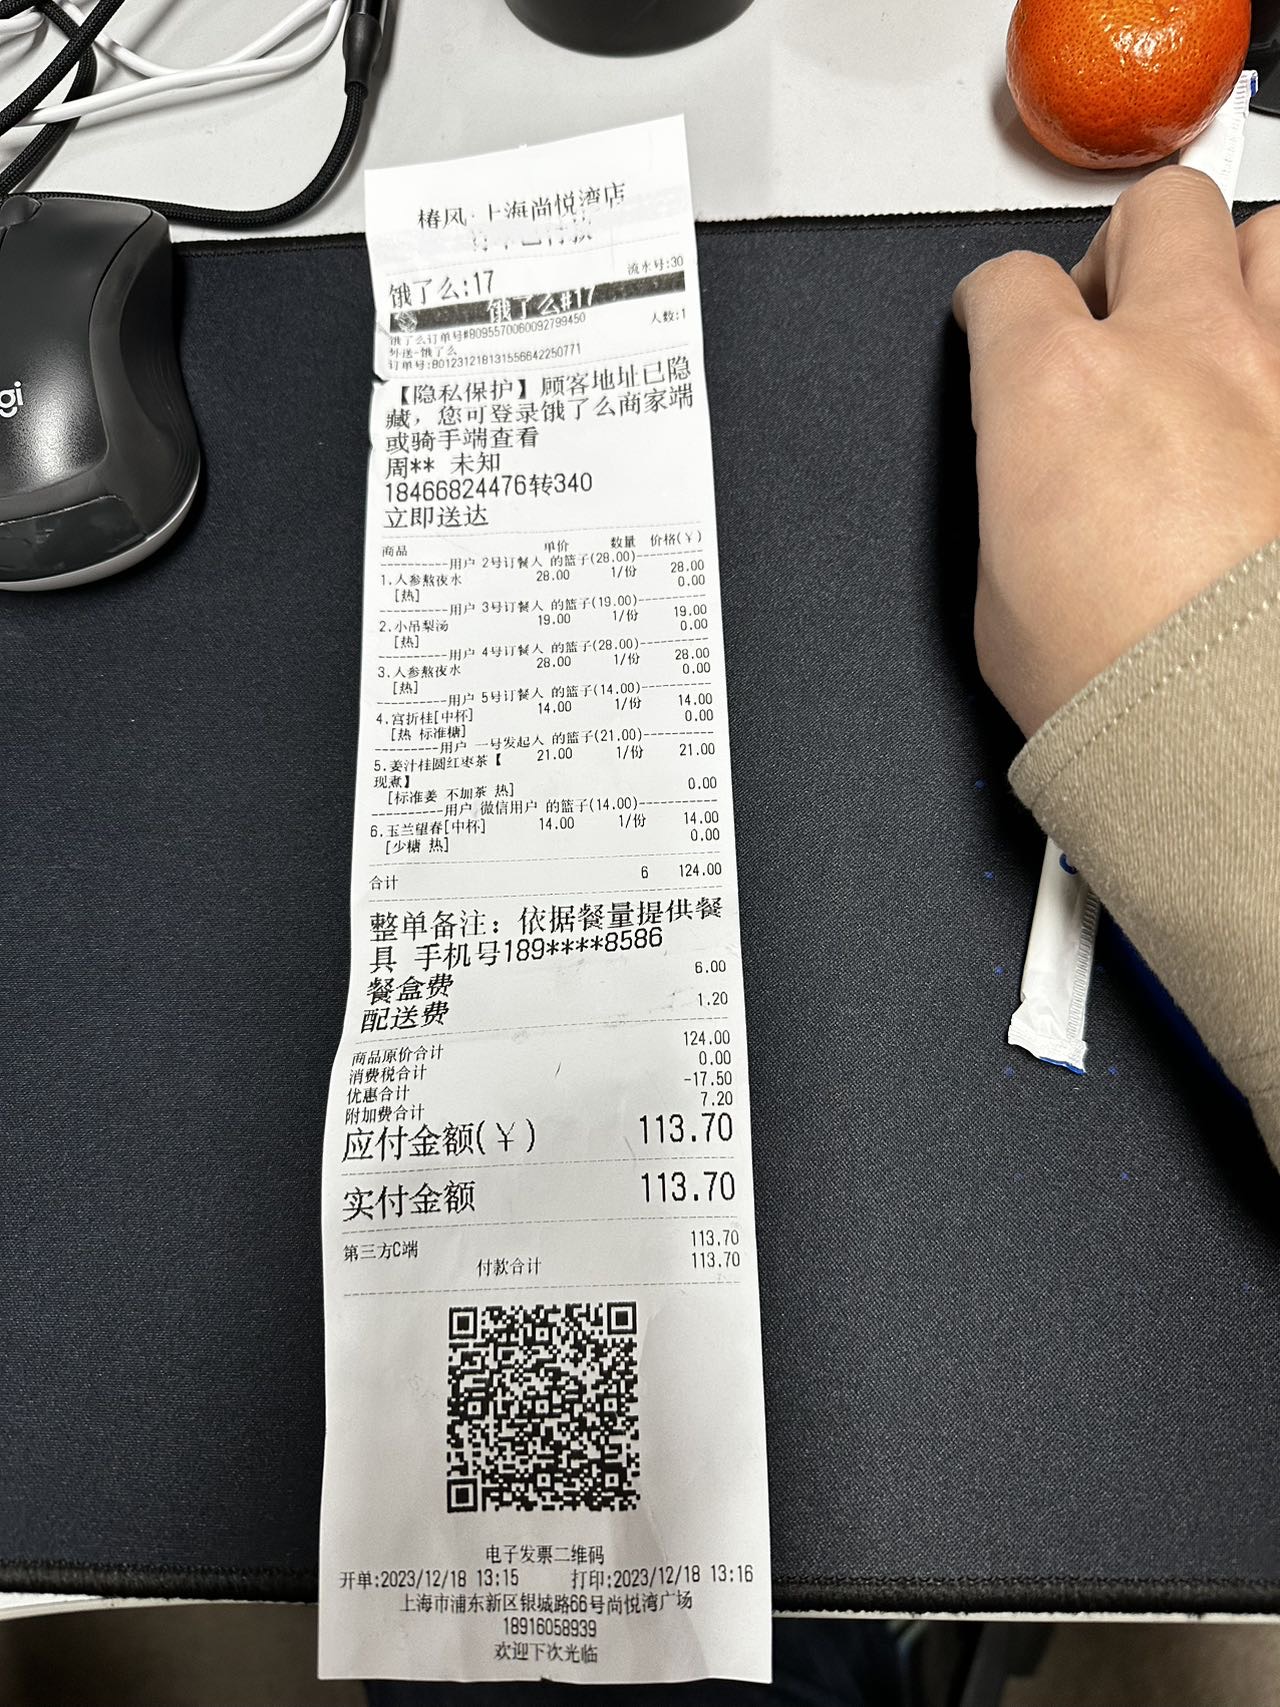 椿风·上海尚悦湾店
订单已付款
饿了么:17
流水号:30
饿了么#17
饿了么订单号#8095570060092799450
人数:1
外送-饿了么
订单号:801231218131556642250771
【隐私保护】顾客地址已隐
藏，您可登录饿了么商家端
或骑手端查看
周** 未知
18466824476转340
立即送达
商品 单价 数量 价格(¥)
----------用户 2号订餐人 的篮子(28.00)----------
1.人参熬夜水 28.00 1/份 28.00
[热] 0.00
----------用户 3号订餐人 的篮子(19.00)----------
2.小吊梨汤 19.00 1/份 19.00
[热] 0.00
----------用户 4号订餐人 的篮子(28.00)----------
3.人参熬夜水 28.00 1/份 28.00
[热] 0.00
----------用户 5号订餐人 的篮子(14.00)----------
4.宫折桂[中杯] 14.00 1/份 14.00
[热 标准糖] 0.00
---------用户 一号发起人 的篮子(21.00)---------
5.姜汁桂圆红枣茶【 21.00 1/份 21.00
现煮】
[标准姜 不加茶 热] 0.00
----------用户 微信用户 的篮子(14.00)-----------
6.玉兰望春[中杯] 14.00 1/份 14.00
[少糖 热] 0.00
合计 6 124.00
整单备注：依据餐量提供餐
具 手机号189****8586
餐盒费 6.00
配送费 1.20
商品原价合计 124.00
消费税合计 0.00
优惠合计 -17.50
附加费合计 7.20
应付金额(¥) 113.70
实付金额 113.70
第三方C端 113.70
付款合计 113.70
电子发票二维码
开单:2023/12/18 13:15 打印:2023/12/18 13:16
上海市浦东新区银城路66号尚悦湾广场
18916058939
欢迎下次光临
gi